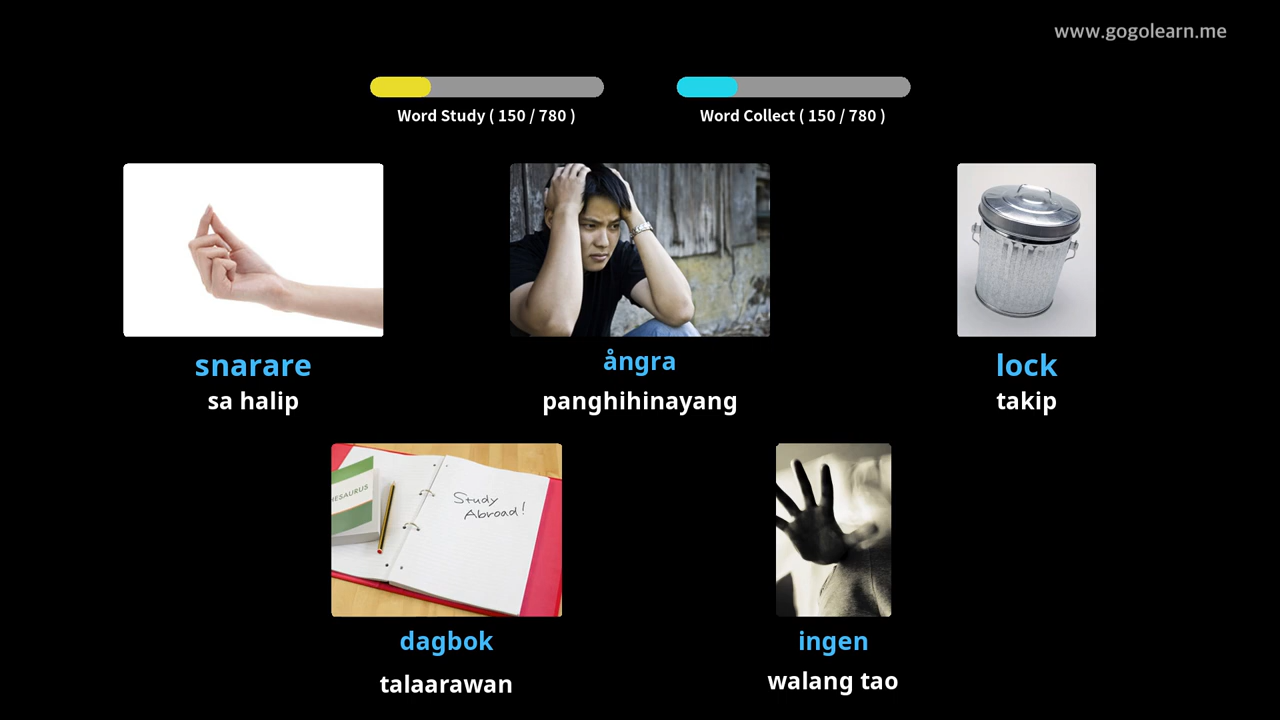 www.gogolearn.me
Word Study ( 150 / 780 )
Word Collect ( 150 / 780 )
snarare
sa halip
ångra
panghihinayang
lock
takip
HESAURUS
Study
Abroad!
dagbok
talaarawan
ingen
walang tao